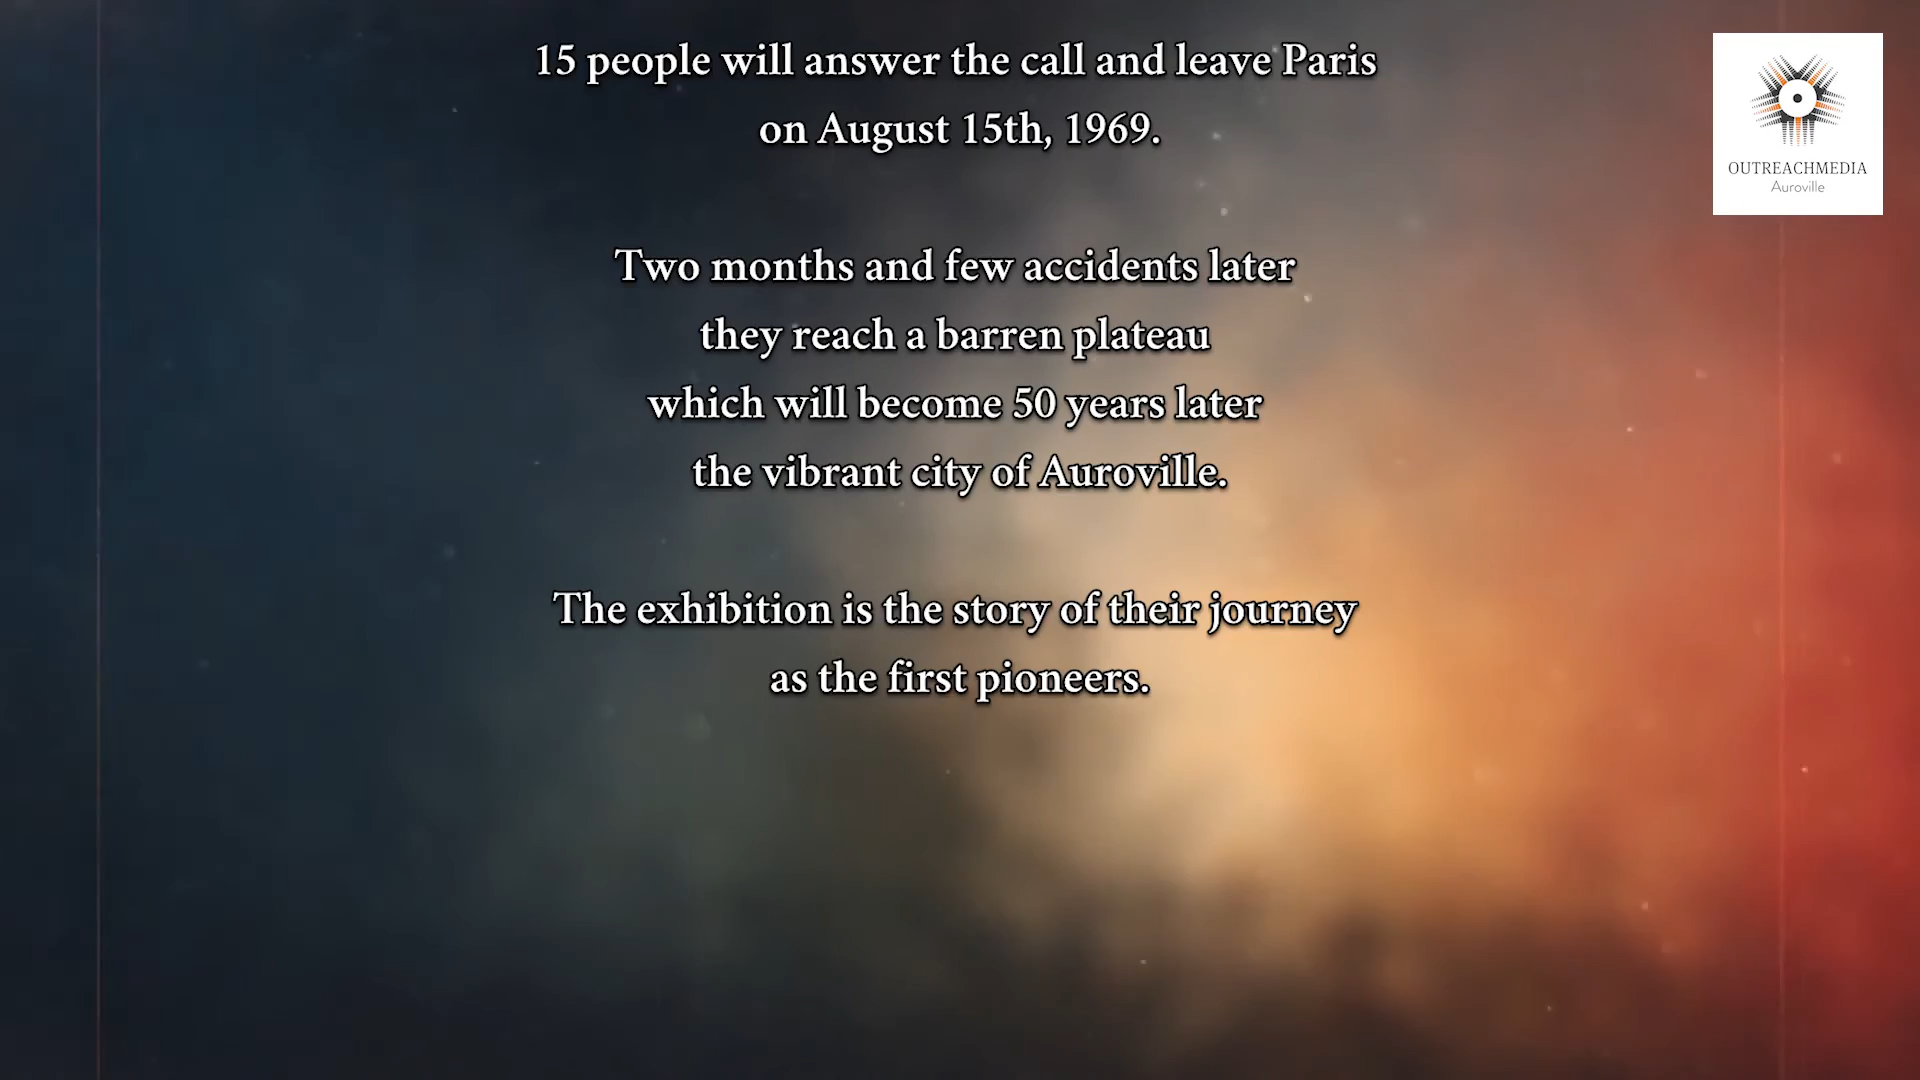 15 people will answer the call and leave Paris
on August 15th, 1969.
Two months and few accidents later
they reach a barren plateau
which will become 50 years later
the vibrant city of Auroville.
The exhibition is the story of their journey
as the first pioneers.
OUTREACHMEDIA
Auroville